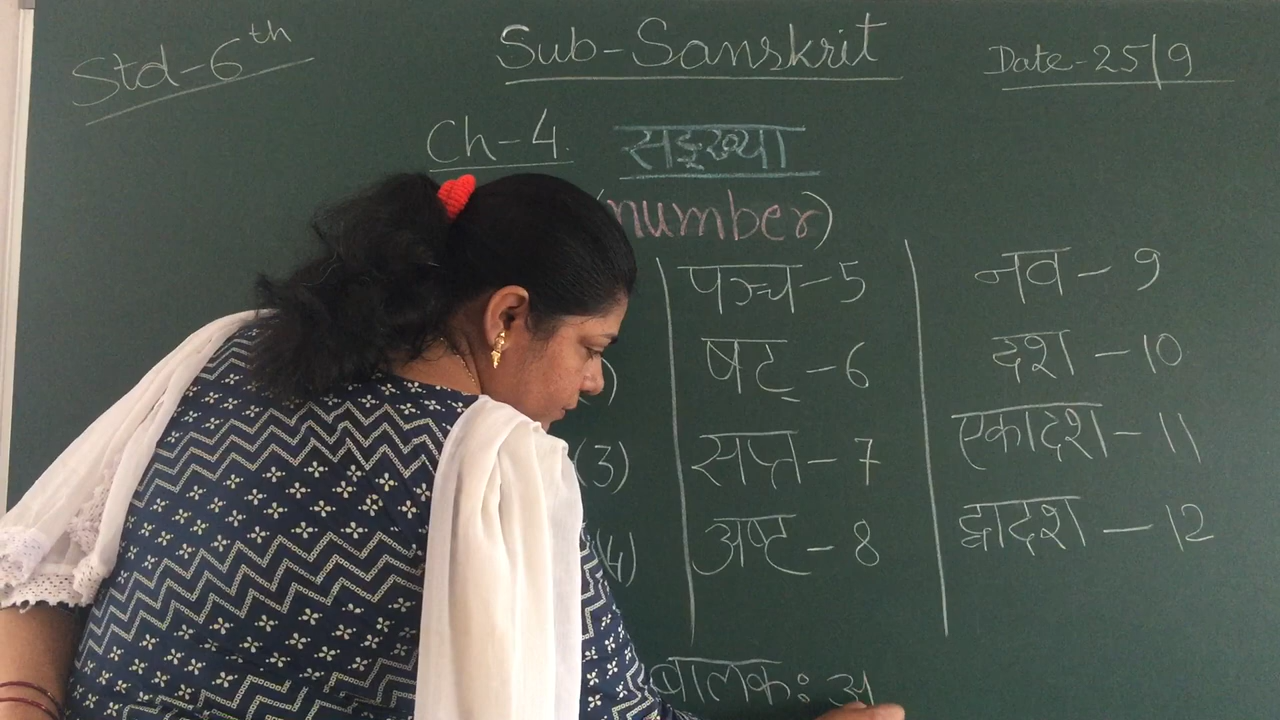 Std-6th
Sub-Sanskrit
Date-25/9
Ch-4. सङ्ख्या
(number)
(3)
(4)
पञ्च-5
षट्-6
सप्त-7
अष्ट-8
नव-9
दश-10
एकादश-11
द्वादश-12
बालकः